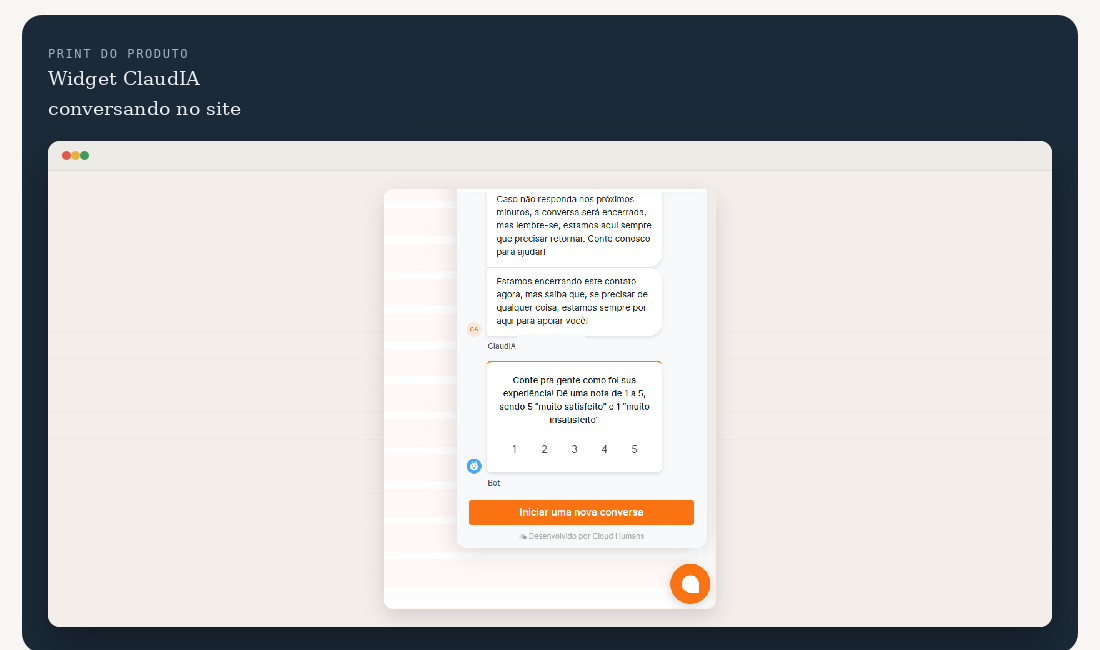 PRINT DO PRODUTO
Widget ClaudIA
conversando no site
Caso não responda nos próximos
minutos, a conversa será encerrada,
mas lembre-se, estamos aqui sempre
que precisar retornar. Conte conosco
para ajudar!
Estamos encerrando este contato
agora, mas saiba que, se precisar de
qualquer coisa, estamos sempre por
aqui para apoiar você!
CA
ClaudIA
Conte pra gente como foi sua
experiência! Dê uma nota de 1 a 5,
sendo 5 "muito satisfeito" e 1 "muito
insatisfeito"
1 2 3 4 5
Bot
Iniciar uma nova conversa
Desenvolvido por Cloud Humans